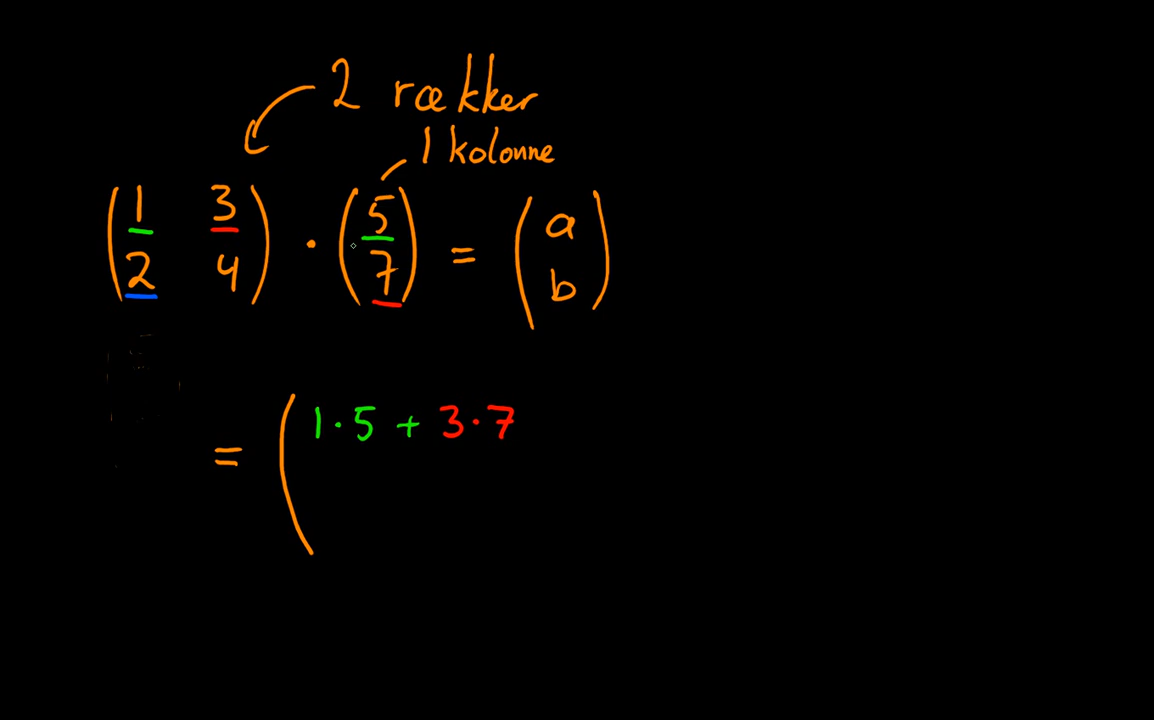 2 rækker
1 kolonne
(1 3
2 4) · (5
7) = (a
b)
= (1·5 + 3·7